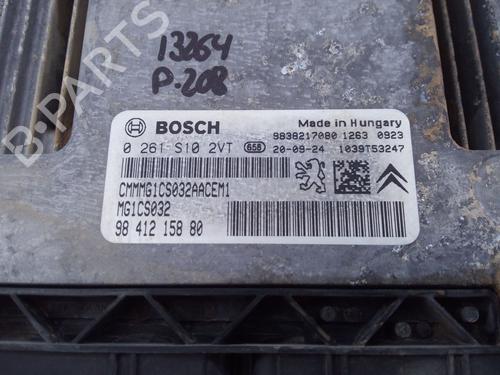 13264
P.208
B-PARTS
BOSCH
Made in Hungary
9838217080 1263 0923
0 261 S10 2VT 658 20-09-24 1039T53247
CMMMG1CS032AACEM1
MG1CS032
98 412 158 80